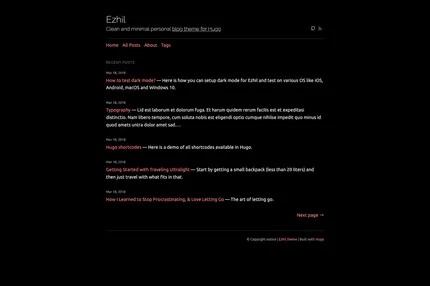 Ezhil
Clean and minimal personal blog theme for Hugo
Home All Posts About Tags
RECENT POSTS
Mar 18, 2018
How to test dark mode? — Here is how you can setup dark mode for Ezhil and test on various OS like iOS,
Android, macOS and Windows 10.
Mar 18, 2018
Typography — Lid est laborum et dolorum fuga. Et harum quidem rerum facilis est et expeditasi
distinctio. Nam libero tempore, cum soluta nobis est eligendi optio cumque nihilse impedit quo minus id
quod amets untra dolor amet sad.…
Mar 18, 2018
Hugo shortcodes — Here is a demo of all shortcodes available in Hugo.
Mar 18, 2018
Getting Started with Traveling Ultralight — Start by getting a small backpack (less than 20 liters) and
then just travel with what fits in that.
Mar 18, 2018
How I Learned to Stop Procrastinating, & Love Letting Go — The art of letting go.
Next page →
© Copyright notice | Ezhil theme | Built with Hugo